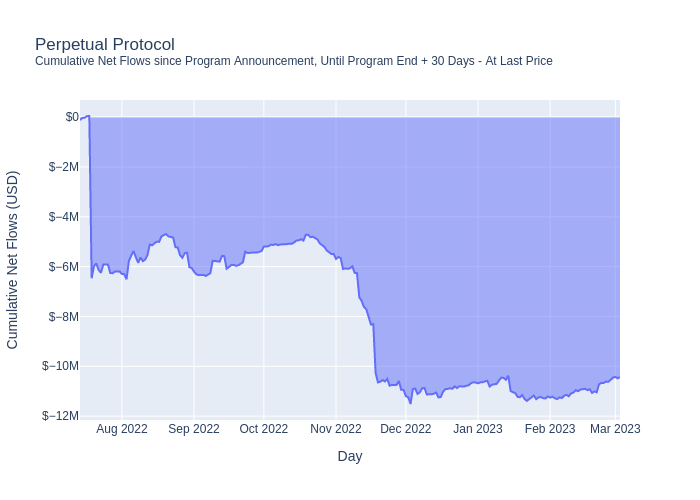 Perpetual Protocol
Cumulative Net Flows since Program Announcement, Until Program End + 30 Days - At Last Price
Cumulative Net Flows (USD)
$0
$−2M
$−4M
$−6M
$−8M
$−10M
$−12M
Aug 2022 Sep 2022 Oct 2022 Nov 2022 Dec 2022 Jan 2023 Feb 2023 Mar 2023
Day